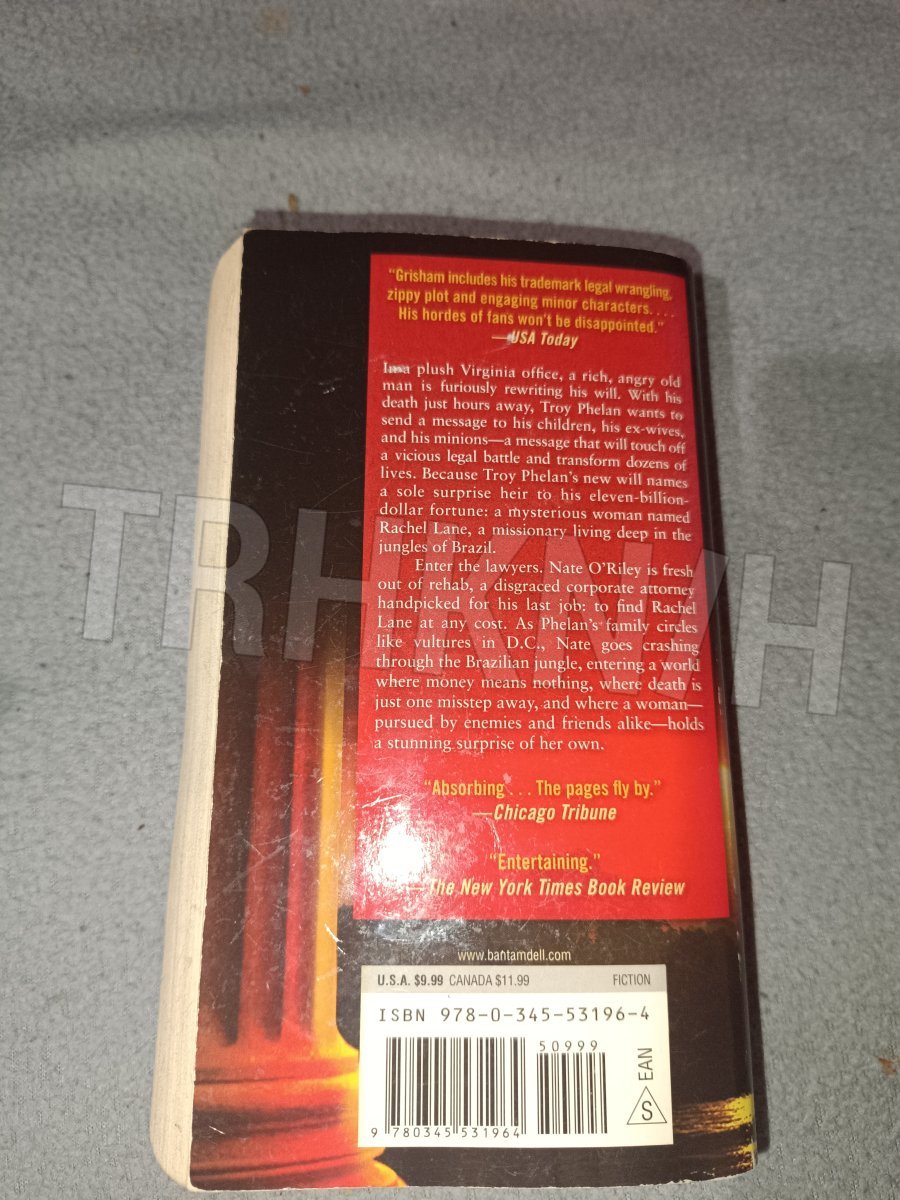 "Grisham includes his trademark legal wrangling,
zippy plot and engaging minor characters. . . .
His hordes of fans won't be disappointed."
—USA Today
In a plush Virginia office, a rich, angry old
man is furiously rewriting his will. With his
death just hours away, Troy Phelan wants to
send a message to his children, his ex-wives,
and his minions—a message that will touch off
a vicious legal battle and transform dozens of
lives. Because Troy Phelan's new will names
a sole surprise heir to his eleven-billion-
dollar fortune: a mysterious woman named
Rachel Lane, a missionary living deep in the
jungles of Brazil.
Enter the lawyers. Nate O'Riley is fresh
out of rehab, a disgraced corporate attorney
handpicked for his last job: to find Rachel
Lane at any cost. As Phelan's family circles
like vultures in D.C., Nate goes crashing
through the Brazilian jungle, entering a world
where money means nothing, where death is
just one misstep away, and where a woman—
pursued by enemies and friends alike—holds
a stunning surprise of her own.
"Absorbing . . . The pages fly by."
—Chicago Tribune
"Entertaining."
—The New York Times Book Review
www.bantamdell.com
U.S.A. $9.99 CANADA $11.99 FICTION
ISBN 978-0-345-53196-4
50999
EAN
S
9 780345 531964